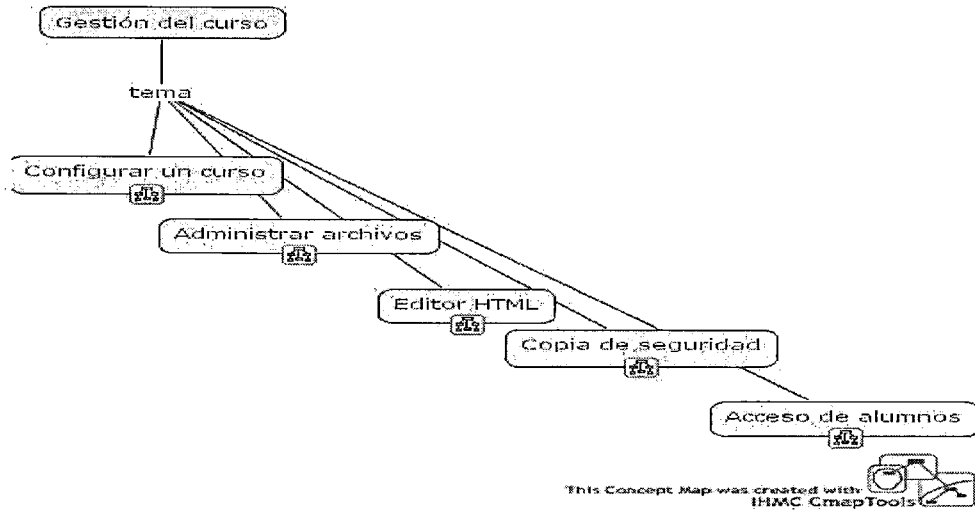 Gestión del curso
tema
Configurar un curso
Administrar archivos
Editor HTML
Copia de seguridad
Acceso de alumnos
This Concept Map was created with
IHMC CmapTools